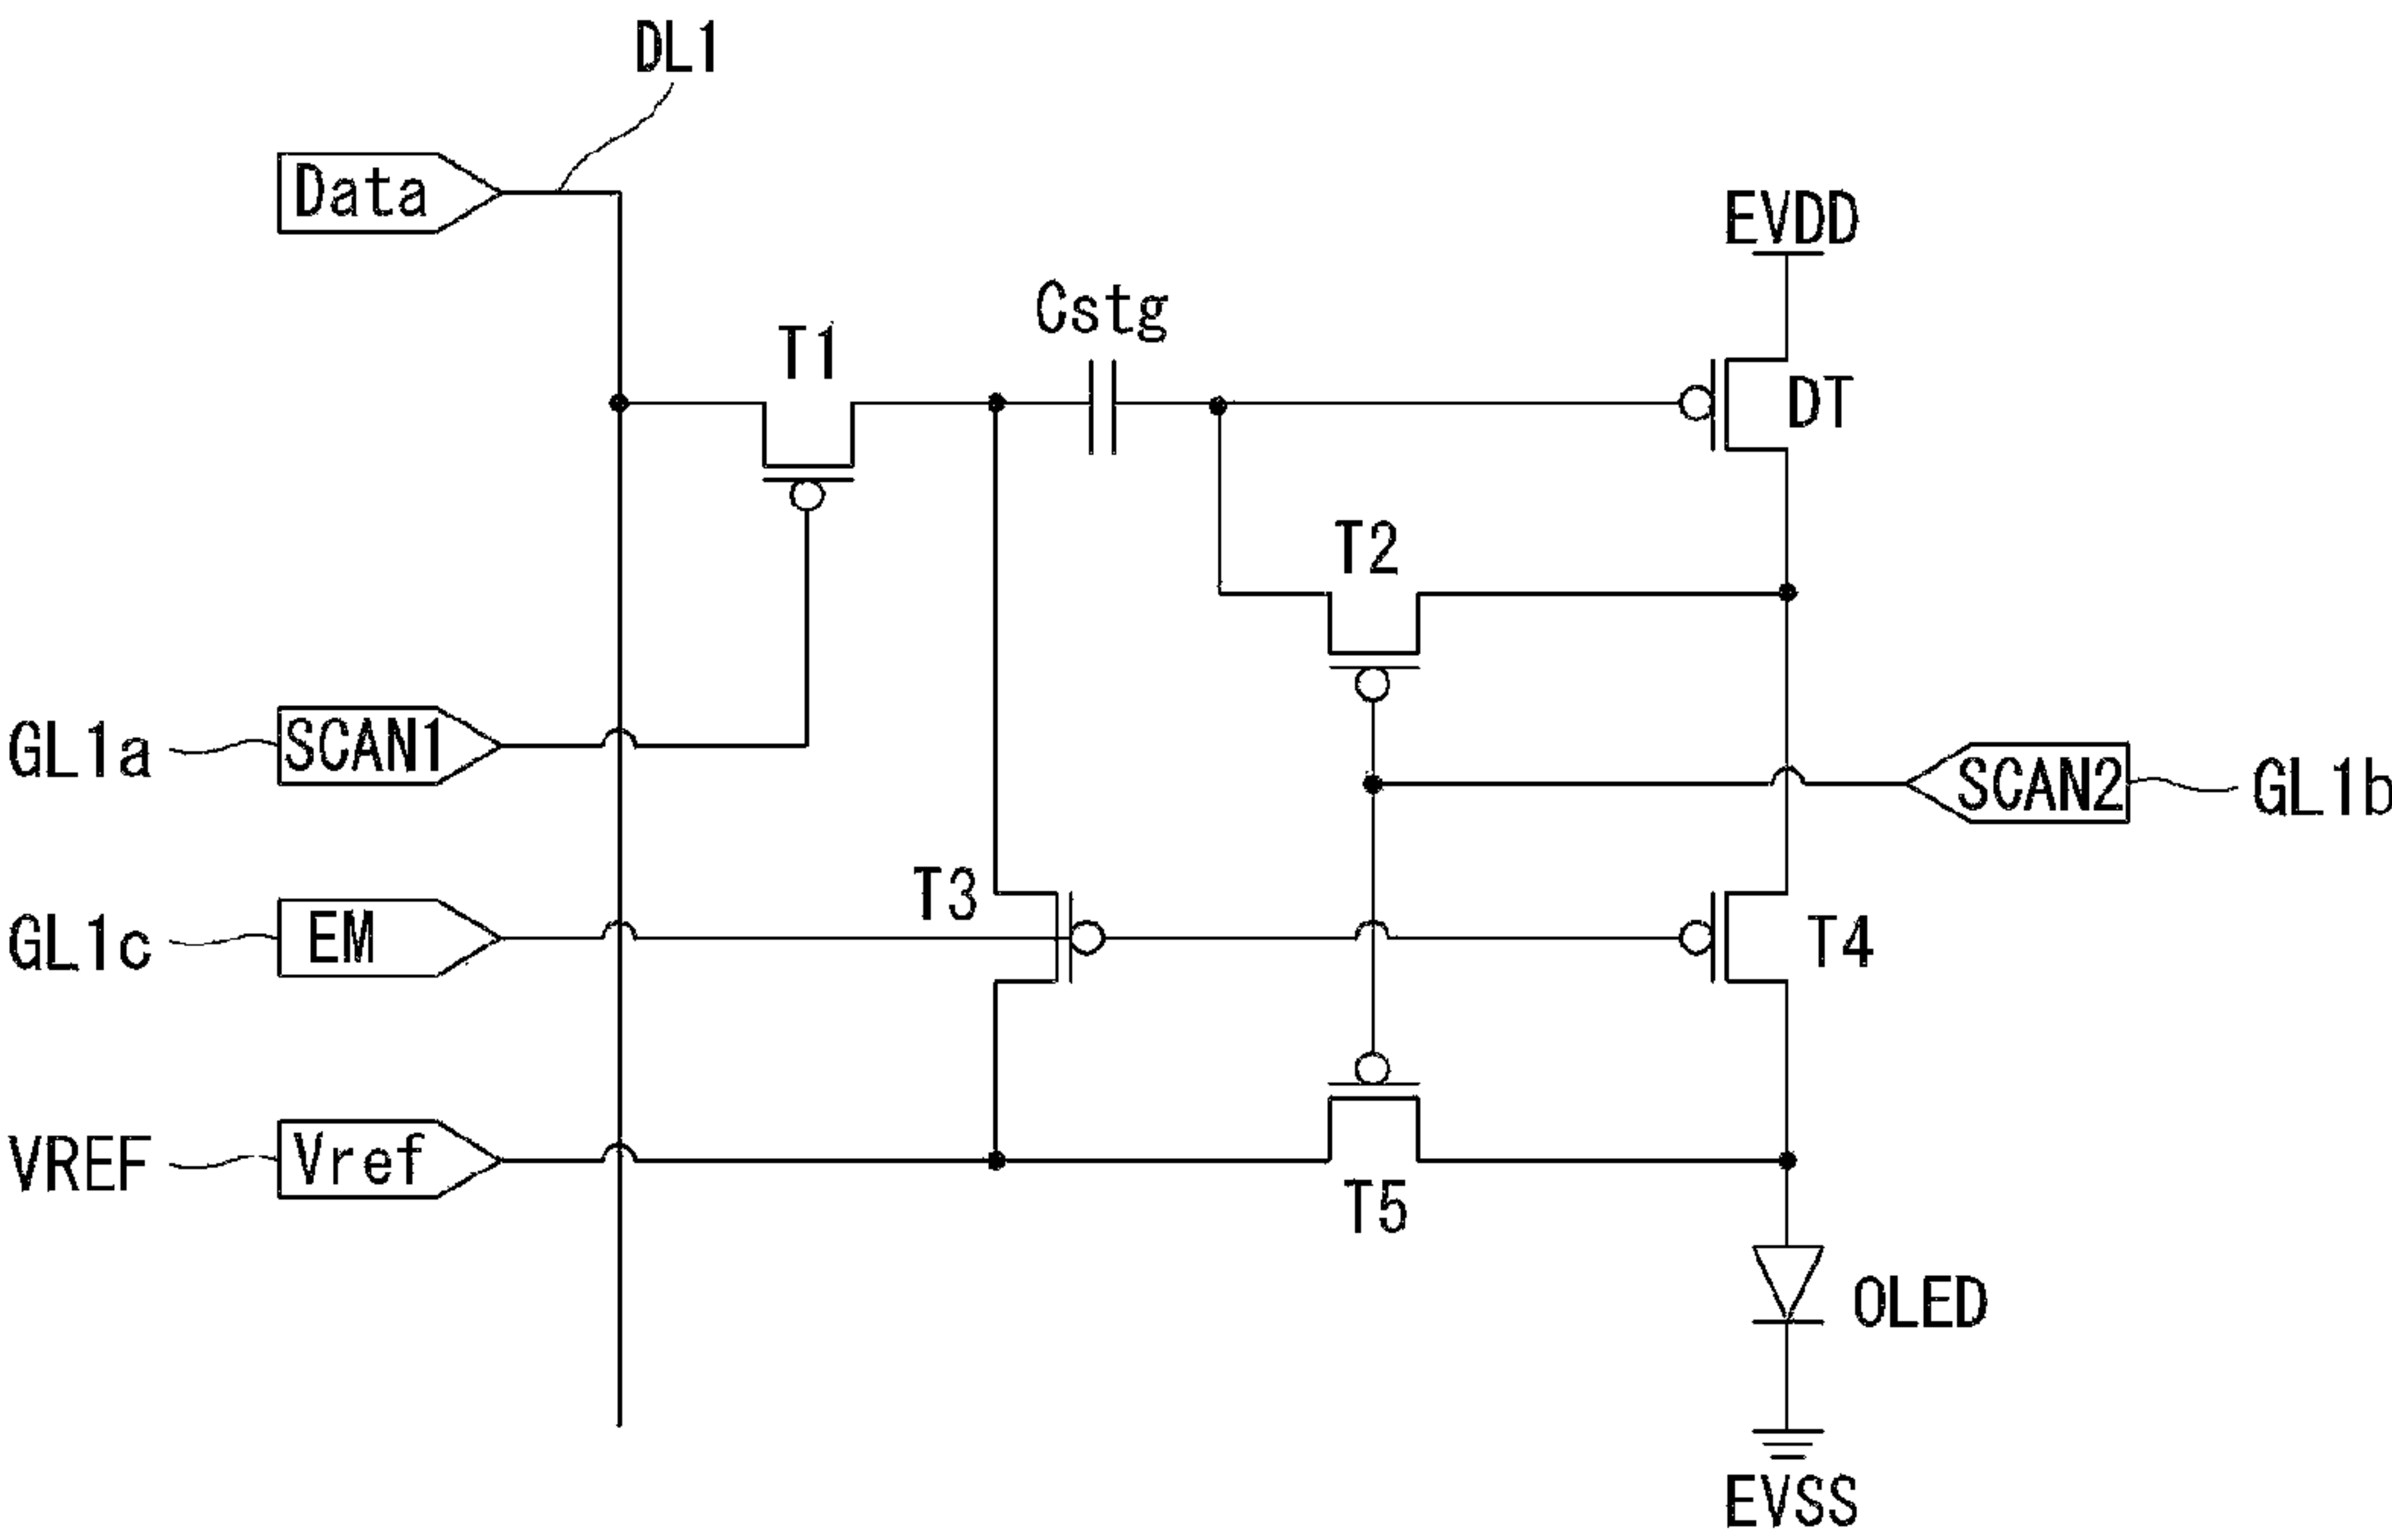 DL1
Data
EVDD
Cstg
T1
DT
T2
GL1a
SCAN1
SCAN2
GL1b
T3
GL1c
EM
T4
VREF
Vref
T5
OLED
EVSS